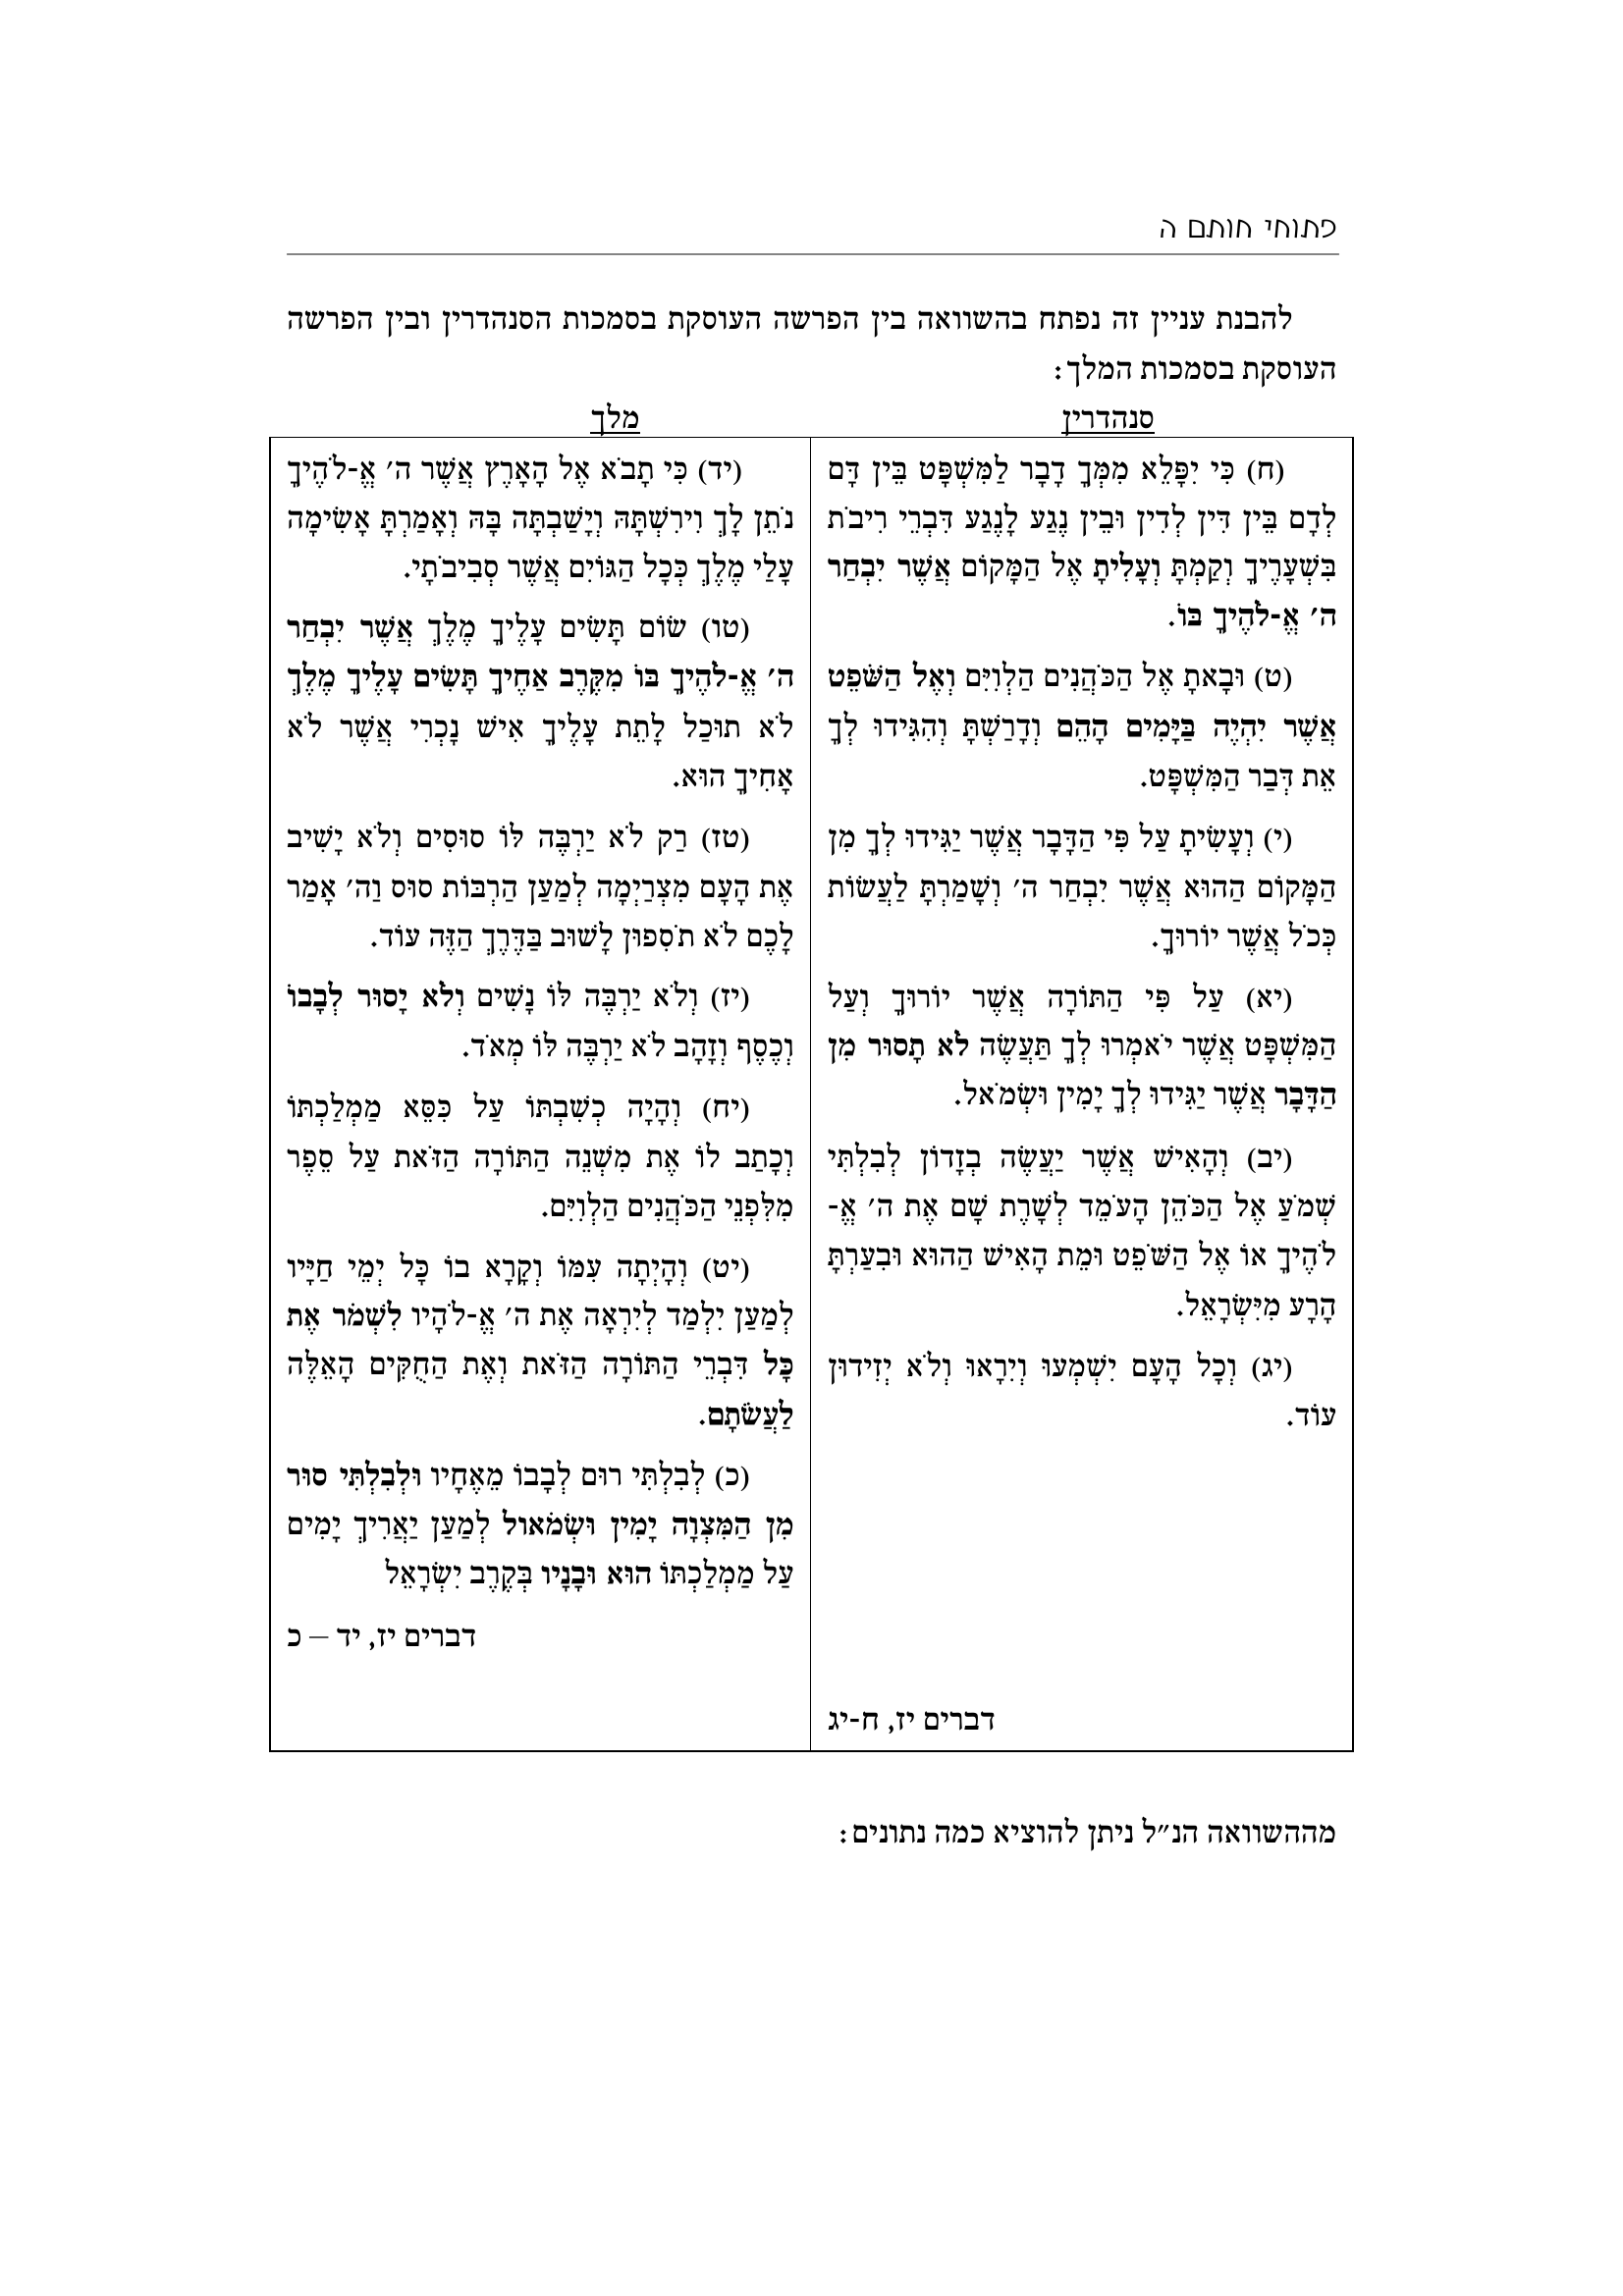 פתוחי חותם ה
להבנת עניין זה נפתח בהשוואה בין הפרשה העוסקת בסמכות הסנהדרין ובין הפרשה
העוסקת בסמכות המלך:
סנהדרין
(ח) כִּי יִפָּלֵא מִמְּךָ דָבָר לַמִּשְׁפָּט בֵּין דָּם
לְדָם בֵּין דִּין לְדִין וּבֵין נֶגַע לָנֶגַע דִּבְרֵי רִיבֹת
בִּשְׁעָרֶיךָ וְקַמְתָּ וְעָלִיתָ אֶל הַמָּקוֹם אֲשֶׁר יִבְחַר
ה׳ אֱ-לֹהֶיךָ בּוֹ.
(ט) וּבָאתָ אֶל הַכֹּהֲנִים הַלְוִיִּם וְאֶל הַשֹּׁפֵט
אֲשֶׁר יִהְיֶה בַּיָּמִים הָהֵם וְדָרַשְׁתָּ וְהִגִּידוּ לְךָ
אֵת דְּבַר הַמִּשְׁפָּט.
(י) וְעָשִׂיתָ עַל פִּי הַדָּבָר אֲשֶׁר יַגִּידוּ לְךָ מִן
הַמָּקוֹם הַהוּא אֲשֶׁר יִבְחַר ה׳ וְשָׁמַרְתָּ לַעֲשׂוֹת
כְּכֹל אֲשֶׁר יוֹרוּךָ.
(יא) עַל פִּי הַתּוֹרָה אֲשֶׁר יוֹרוּךָ וְעַל
הַמִּשְׁפָּט אֲשֶׁר יֹאמְרוּ לְךָ תַּעֲשֶׂה לֹא תָסוּר מִן
הַדָּבָר אֲשֶׁר יַגִּידוּ לְךָ יָמִין וּשְׂמֹאל.
(יב) וְהָאִישׁ אֲשֶׁר יַעֲשֶׂה בְזָדוֹן לְבִלְתִּי
שְׁמֹעַ אֶל הַכֹּהֵן הָעֹמֵד לְשָׁרֶת שָׁם אֶת ה׳ אֱ-
לֹהֶיךָ אוֹ אֶל הַשֹּׁפֵט וּמֵת הָאִישׁ הַהוּא וּבִעַרְתָּ
הָרָע מִיִּשְׂרָאֵל.
(יג) וְכָל הָעָם יִשְׁמְעוּ וְיִרָאוּ וְלֹא יְזִידוּן
עוֹד.
דברים יז, ח-יג
מלך
(יד) כִּי תָבֹא אֶל הָאָרֶץ אֲשֶׁר ה׳ אֱ-לֹהֶיךָ
נֹתֵן לָךְ וִירִשְׁתָּהּ וְיָשַׁבְתָּה בָּהּ וְאָמַרְתָּ אָשִׂימָה
עָלַי מֶלֶךְ כְּכָל הַגּוֹיִם אֲשֶׁר סְבִיבֹתָי.
(טו) שׂוֹם תָּשִׂים עָלֶיךָ מֶלֶךְ אֲשֶׁר יִבְחַר
ה׳ אֱ-לֹהֶיךָ בּוֹ מִקֶּרֶב אַחֶיךָ תָּשִׂים עָלֶיךָ מֶלֶךְ
לֹא תוּכַל לָתֵת עָלֶיךָ אִישׁ נָכְרִי אֲשֶׁר לֹא
אָחִיךָ הוּא.
(טז) רַק לֹא יַרְבֶּה לּוֹ סוּסִים וְלֹא יָשִׁיב
אֶת הָעָם מִצְרַיְמָה לְמַעַן הַרְבּוֹת סוּס וַה׳ אָמַר
לָכֶם לֹא תֹסִפוּן לָשׁוּב בַּדֶּרֶךְ הַזֶּה עוֹד.
(יז) וְלֹא יַרְבֶּה לּוֹ נָשִׁים וְלֹא יָסוּר לְבָבוֹ
וְכֶסֶף וְזָהָב לֹא יַרְבֶּה לּוֹ מְאֹד.
(יח) וְהָיָה כְשִׁבְתּוֹ עַל כִּסֵּא מַמְלַכְתּוֹ
וְכָתַב לוֹ אֶת מִשְׁנֵה הַתּוֹרָה הַזֹּאת עַל סֵפֶר
מִלִּפְנֵי הַכֹּהֲנִים הַלְוִיִּם.
(יט) וְהָיְתָה עִמּוֹ וְקָרָא בוֹ כָּל יְמֵי חַיָּיו
לְמַעַן יִלְמַד לְיִרְאָה אֶת ה׳ אֱ-לֹהָיו לִשְׁמֹר אֶת
כָּל דִּבְרֵי הַתּוֹרָה הַזֹּאת וְאֶת הַחֻקִּים הָאֵלֶּה
לַעֲשֹׂתָם.
(כ) לְבִלְתִּי רוּם לְבָבוֹ מֵאֶחָיו וּלְבִלְתִּי סוּר
מִן הַמִּצְוָה יָמִין וּשְׂמֹאול לְמַעַן יַאֲרִיךְ יָמִים
עַל מַמְלַכְתּוֹ הוּא וּבָנָיו בְּקֶרֶב יִשְׂרָאֵל
דברים יז, יד – כ
מההשוואה הנ״ל ניתן להוציא כמה נתונים: